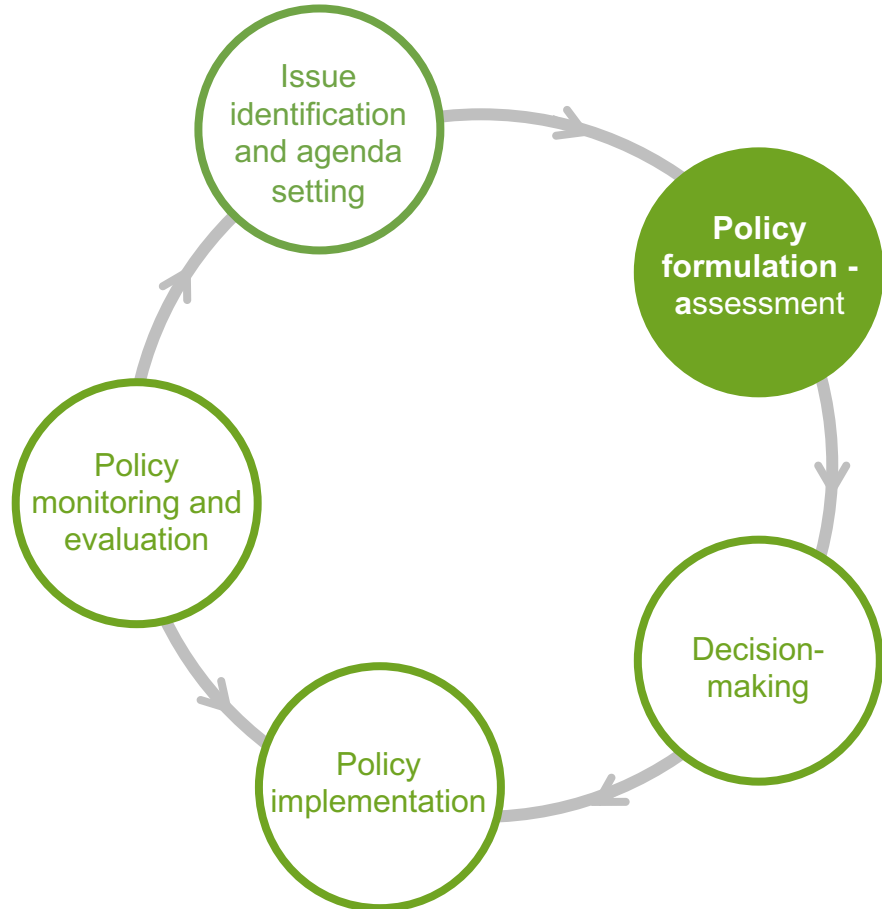 Issue
identification
and agenda
setting
Policy
formulation -
assessment
Decision-
making
Policy
implementation
Policy
monitoring and
evaluation